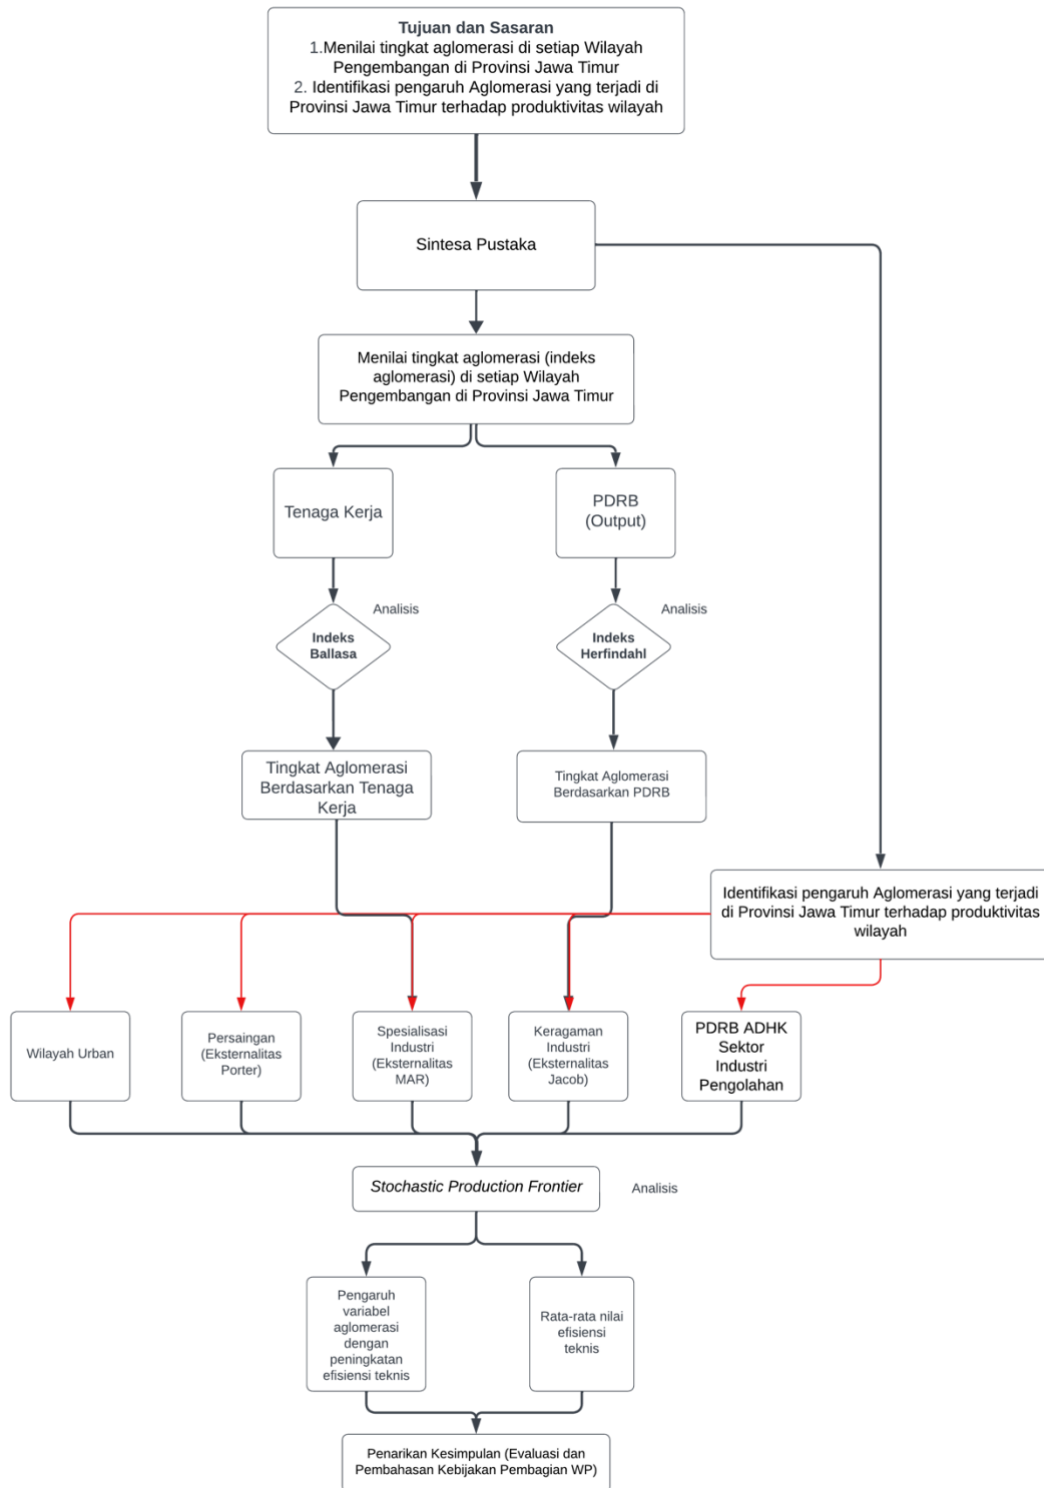 Tujuan dan Sasaran
1.Menilai tingkat aglomerasi di setiap Wilayah
Pengembangan di Provinsi Jawa Timur
2. Identifikasi pengaruh Aglomerasi yang terjadi di
Provinsi Jawa Timur terhadap produktivitas wilayah
Sintesa Pustaka
Menilai tingkat aglomerasi (indeks
aglomerasi) di setiap Wilayah
Pengembangan di Provinsi Jawa Timur
Tenaga Kerja
PDRB
(Output)
Analisis
Indeks
Ballasa
Analisis
Indeks
Herfindahl
Tingkat Aglomerasi
Berdasarkan Tenaga
Kerja
Tingkat Aglomerasi
Berdasarkan PDRB
Identifikasi pengaruh Aglomerasi yang terjadi
di Provinsi Jawa Timur terhadap produktivitas
wilayah
Wilayah Urban
Persaingan
(Eksternalitas
Porter)
Spesialisasi
Industri
(Eksternalitas
MAR)
Keragaman
Industri
(Eksternalitas
Jacob)
PDRB ADHK
Sektor
Industri
Pengolahan
Stochastic Production Frontier
Analisis
Pengaruh
variabel
aglomerasi
dengan
peningkatan
efisiensi teknis
Rata-rata nilai
efisiensi
teknis
Penarikan Kesimpulan (Evaluasi dan
Pembahasan Kebijakan Pembagian WP)